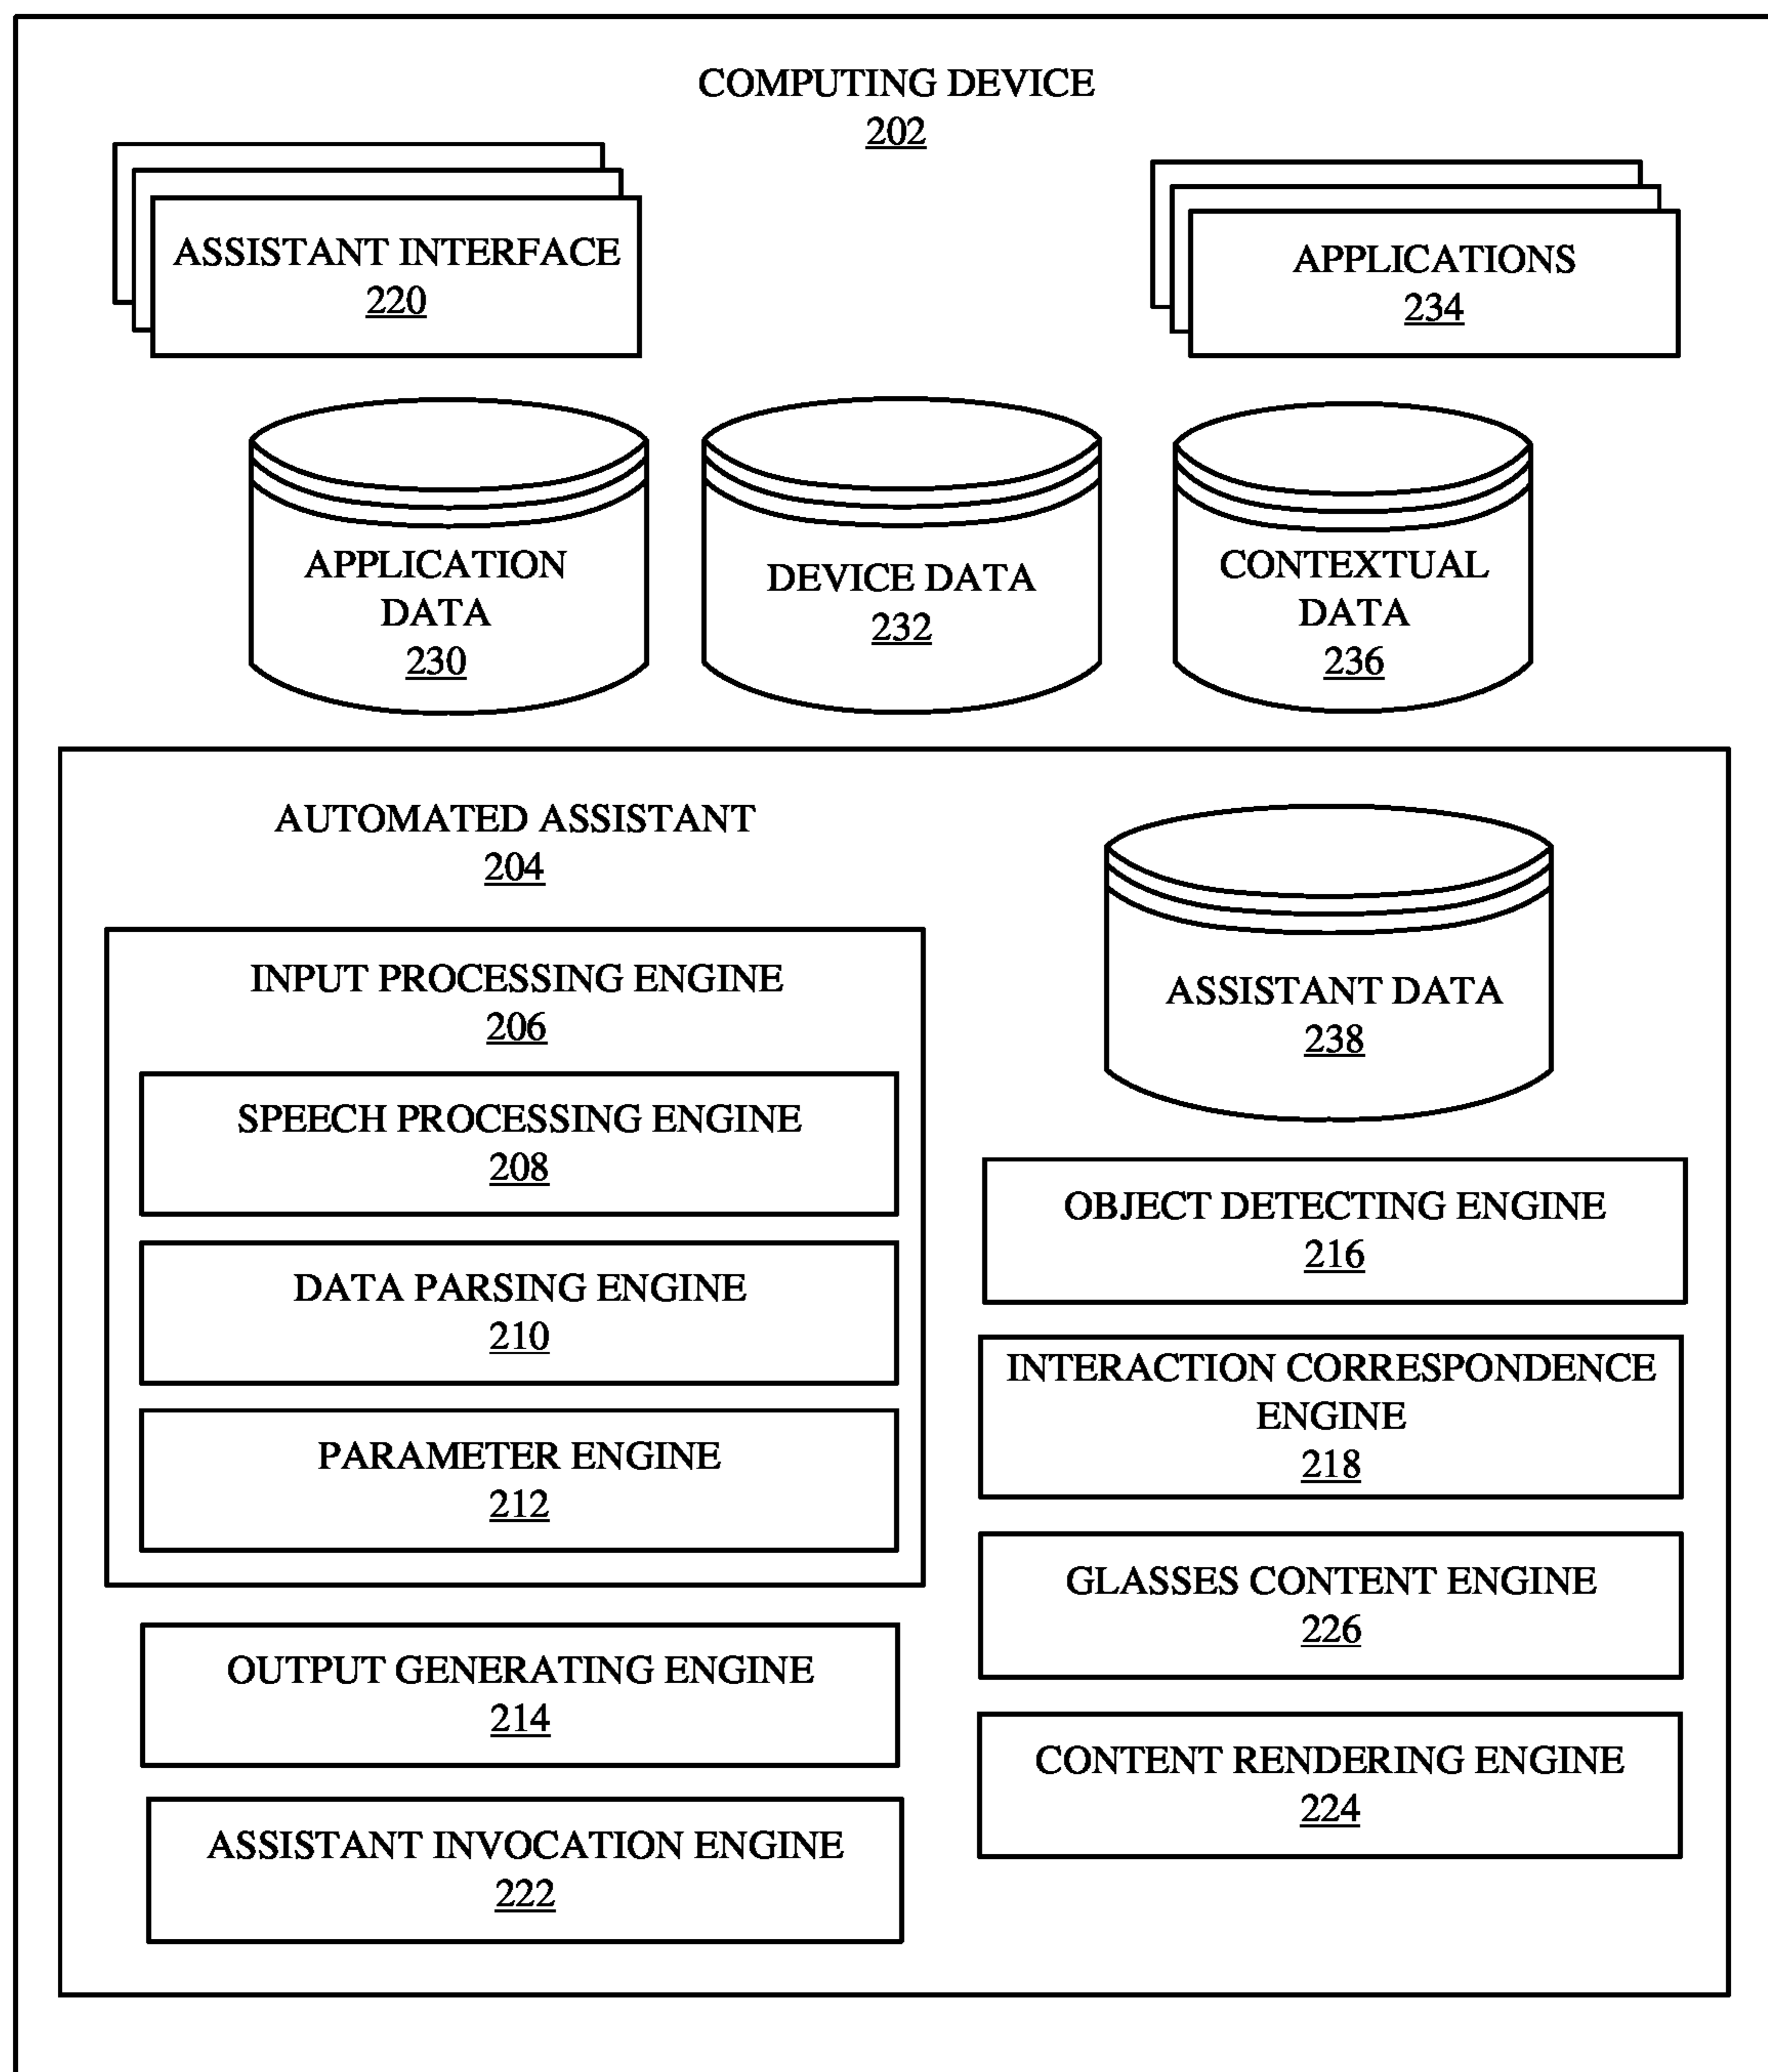 COMPUTING DEVICE
202
ASSISTANT INTERFACE
220
APPLICATIONS
234
APPLICATION
DATA
230
DEVICE DATA
232
CONTEXTUAL
DATA
236
AUTOMATED ASSISTANT
204
INPUT PROCESSING ENGINE
206
SPEECH PROCESSING ENGINE
208
DATA PARSING ENGINE
210
PARAMETER ENGINE
212
OUTPUT GENERATING ENGINE
214
ASSISTANT INVOCATION ENGINE
222
ASSISTANT DATA
238
OBJECT DETECTING ENGINE
216
INTERACTION CORRESPONDENCE
ENGINE
218
GLASSES CONTENT ENGINE
226
CONTENT RENDERING ENGINE
224